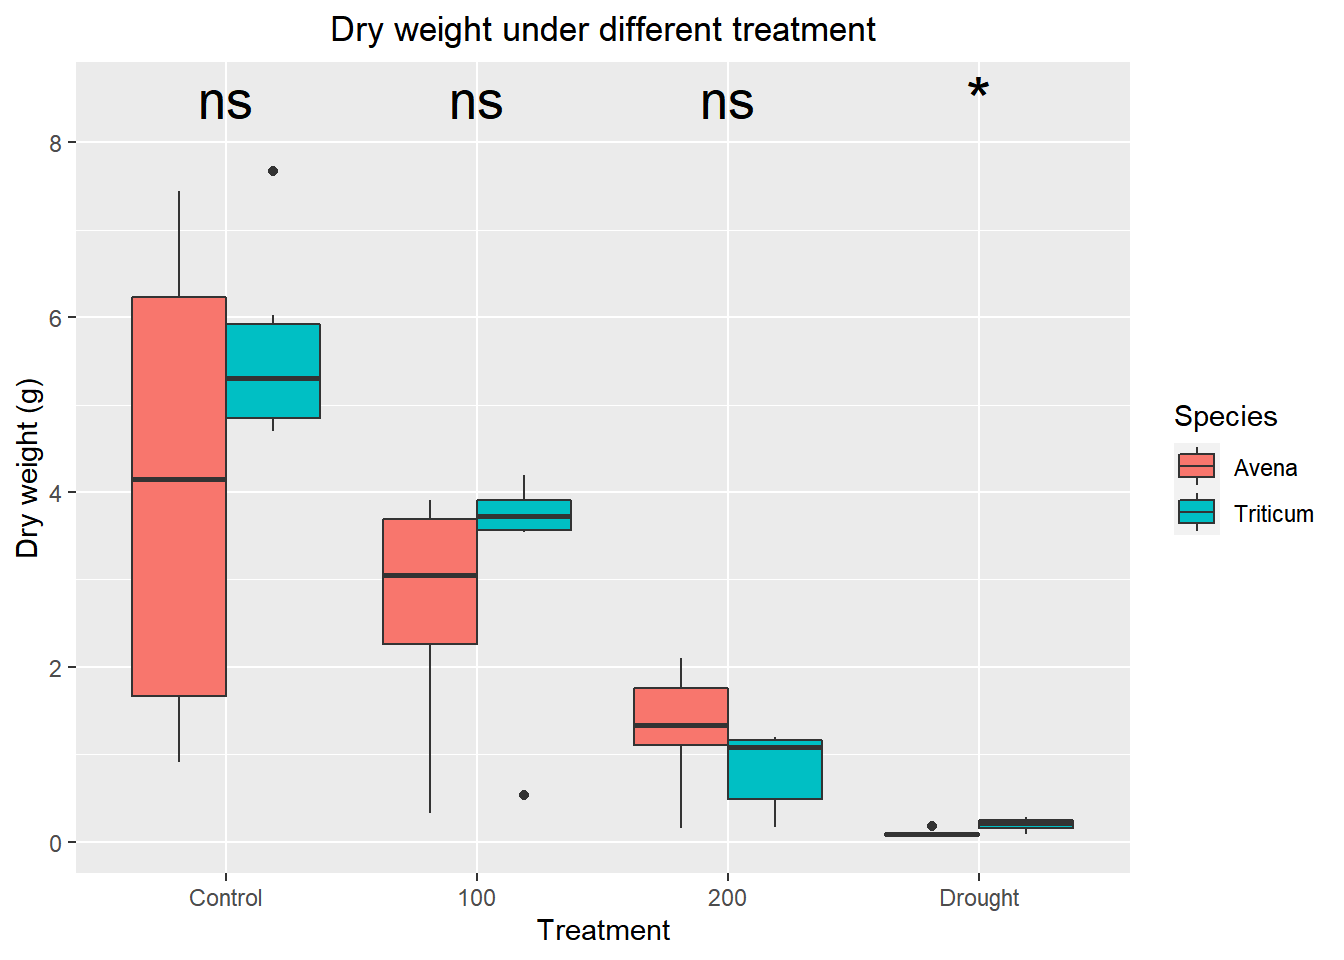 Dry weight under different treatment
ns ns ns *
8
6
4
2
0
Dry weight (g)
Control 100 200 Drought
Treatment
Species
Avena
Triticum